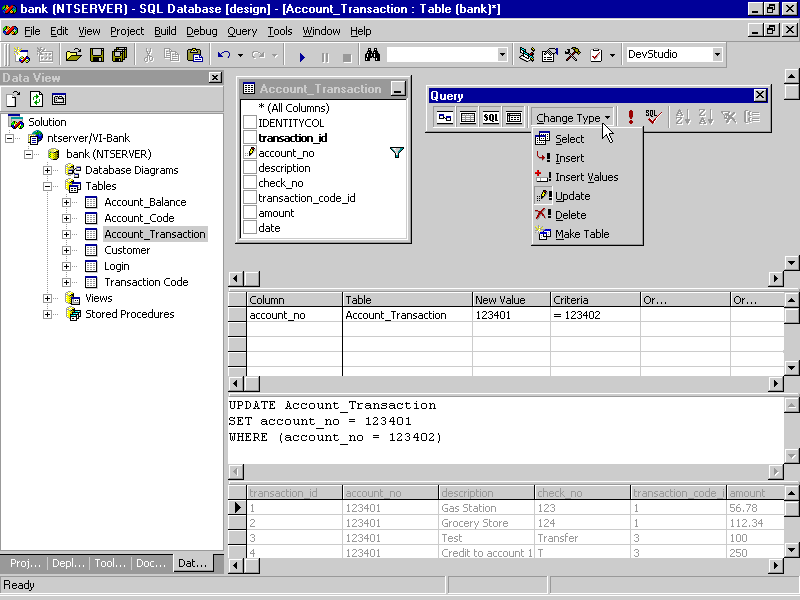 bank (NTSERVER) - SQL Database [design] - [Account_Transaction : Table (bank)*]
File Edit View Project Build Debug Query Tools Window Help
DevStudio
Data View
Solution
ntserver/VI-Bank
bank (NTSERVER)
Database Diagrams
Tables
Account_Balance
Account_Code
Account_Transaction
Customer
Login
Transaction Code
Views
Stored Procedures
Proj... Depl... Tool... Doc... Dat...
Account_Transaction
* (All Columns)
IDENTITYCOL
transaction_id
account_no
description
check_no
transaction_code_id
amount
date
Query
SQL Change Type ! SQL
Select
Insert
Insert Values
Update
Delete
Make Table
Column Table New Value Criteria Or... Or...
account_no Account_Transaction 123401 = 123402
UPDATE Account_Transaction
SET account_no = 123401
WHERE (account_no = 123402)
transaction_id account_no description check_no transaction_code_i amount
1 123401 Gas Station 123 1 56.78
2 123401 Grocery Store 124 1 112.34
3 123401 Test Transfer 3 100
4 123401 Credit to account 1 T 3 250
Ready